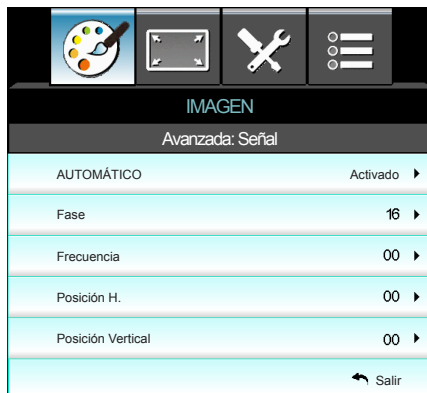 IMAGEN
Avanzada: Señal
AUTOMÁTICO Activado
Fase 16
Frecuencia 00
Posición H. 00
Posición Vertical 00
Salir